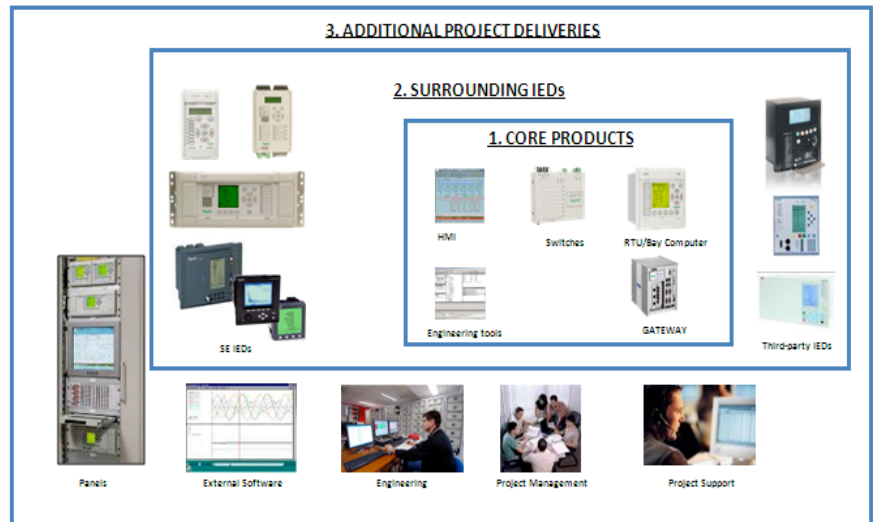 3. ADDITIONAL PROJECT DELIVERIES
2. SURROUNDING IEDs
1. CORE PRODUCTS
HMI
Switches
RTU/Bay Computer
Engineering tools
GATEWAY
SE IEDs
Third-party IEDs
Panels
External Software
Engineering
Project Management
Project Support